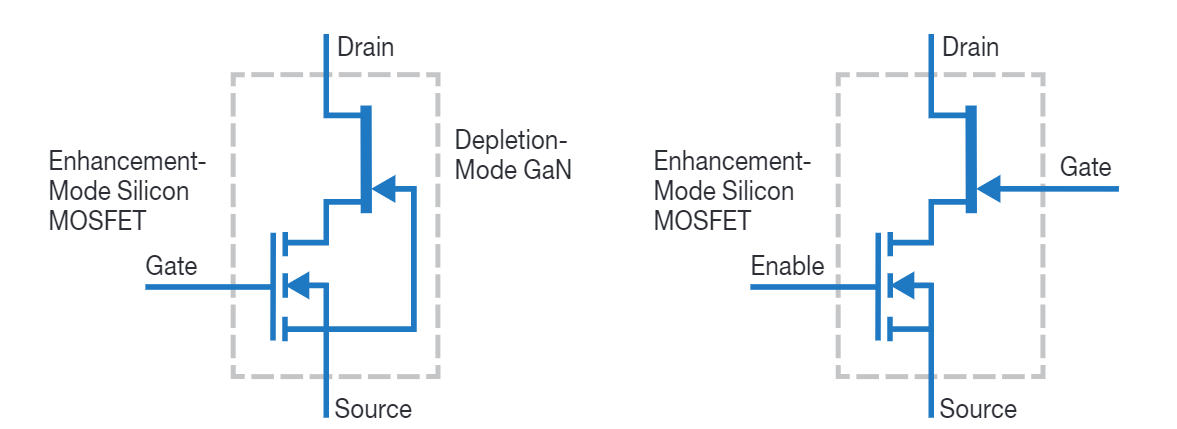 Drain
Depletion-
Mode GaN
Enhancement-
Mode Silicon
MOSFET
Gate
Source
Drain
Enhancement-
Mode Silicon
MOSFET
Gate
Enable
Source